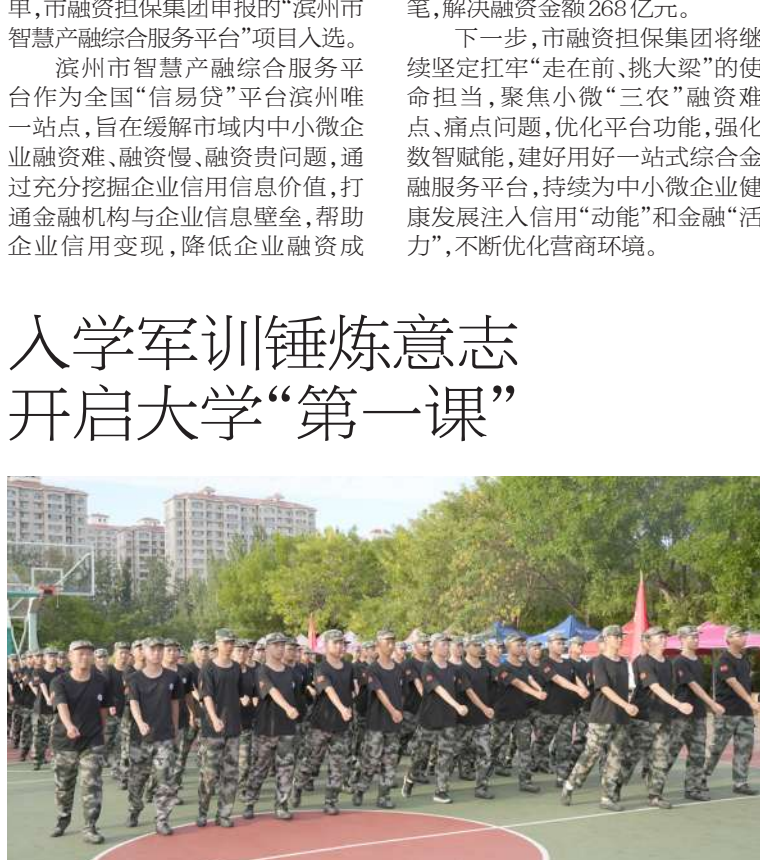 单,市融资担保集团申报的“滨州市
智慧产融综合服务平台”项目入选。
滨州市智慧产融综合服务平
台作为全国“信易贷”平台滨州唯
一站点,旨在缓解市域内中小微企
业融资难、融资慢、融资贵问题,通
过充分挖掘企业信用信息价值,打
通金融机构与企业信息壁垒,帮助
企业信用变现,降低企业融资成
笔,解决融资金额268亿元。
下一步,市融资担保集团将继
续坚定扛牢“走在前、挑大梁”的使
命担当,聚焦小微“三农”融资难
点、痛点问题,优化平台功能,强化
数智赋能,建好用好一站式综合金
融服务平台,持续为中小微企业健
康发展注入信用“动能”和金融“活
力”,不断优化营商环境。
入学军训锤炼意志
开启大学“第一课”